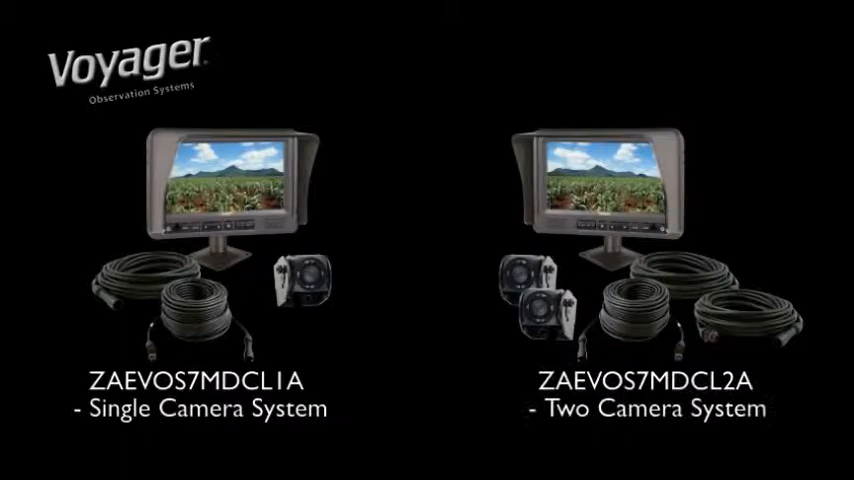 Voyager
Observation Systems
ZAEVOS7MDCL1A
- Single Camera System
ZAEVOS7MDCL2A
- Two Camera System